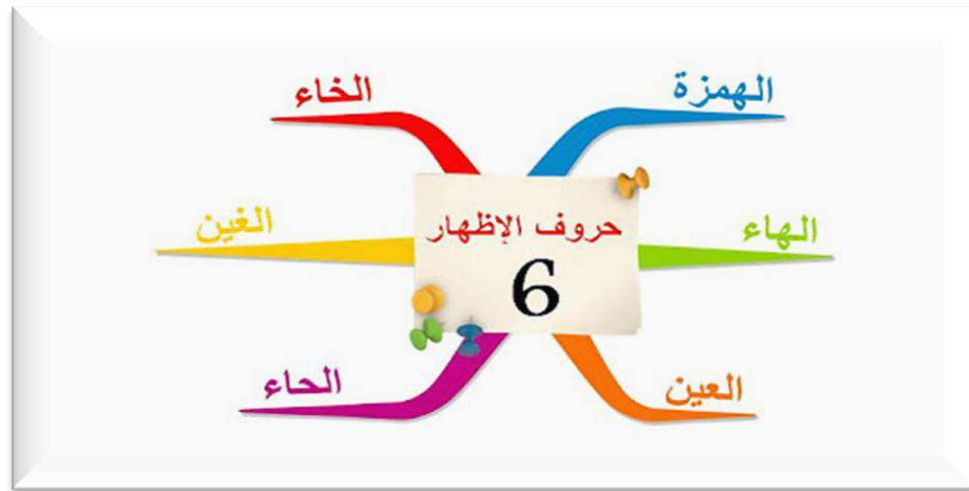 الهمزة
الخاء
حروف الإظهار
6
الهاء
الغين
العين
الحاء